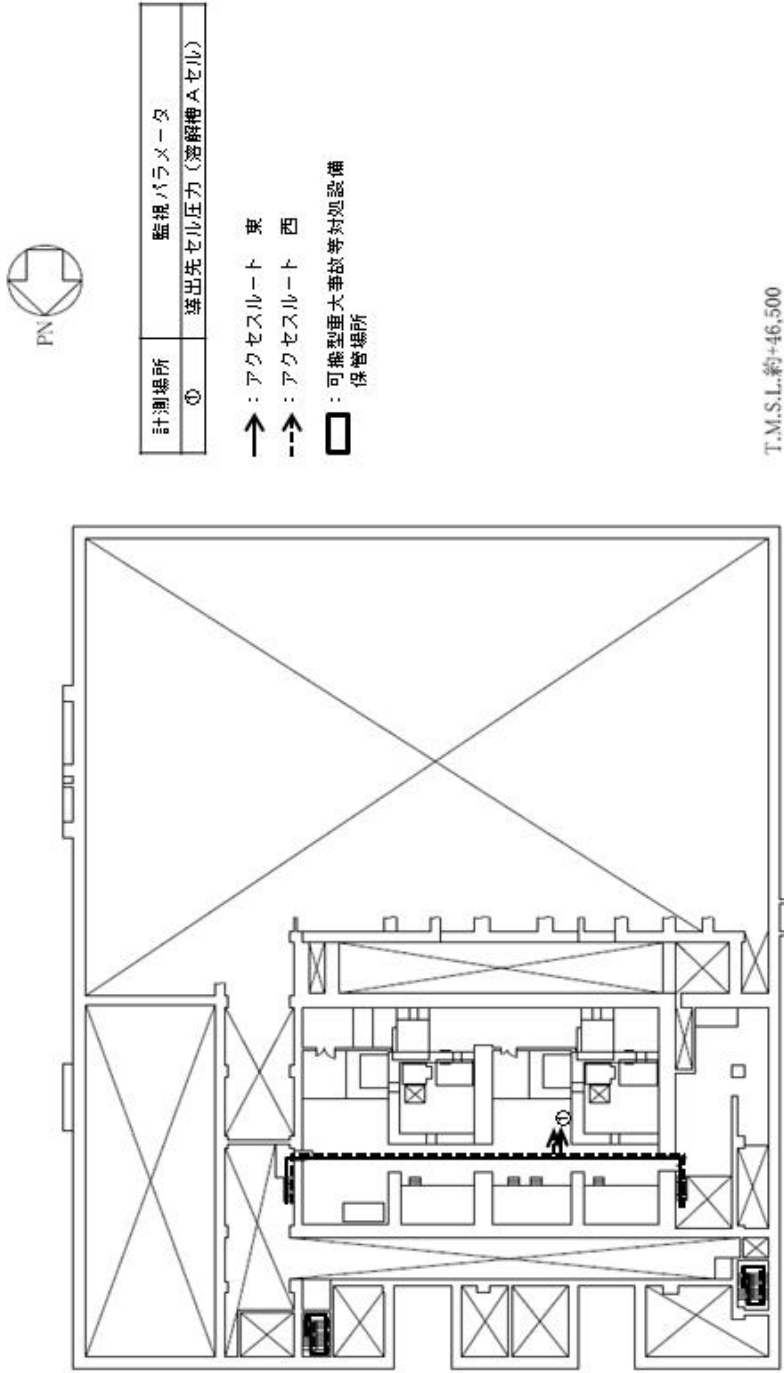 PN
計測場所 監視パラメータ
① 導出先セル圧力（溶解槽Ａセル）
：アクセスルート 東
：アクセスルート 西
：可搬型重大事故等対処設備
保管場所
①
T.M.S.L.約+46,500